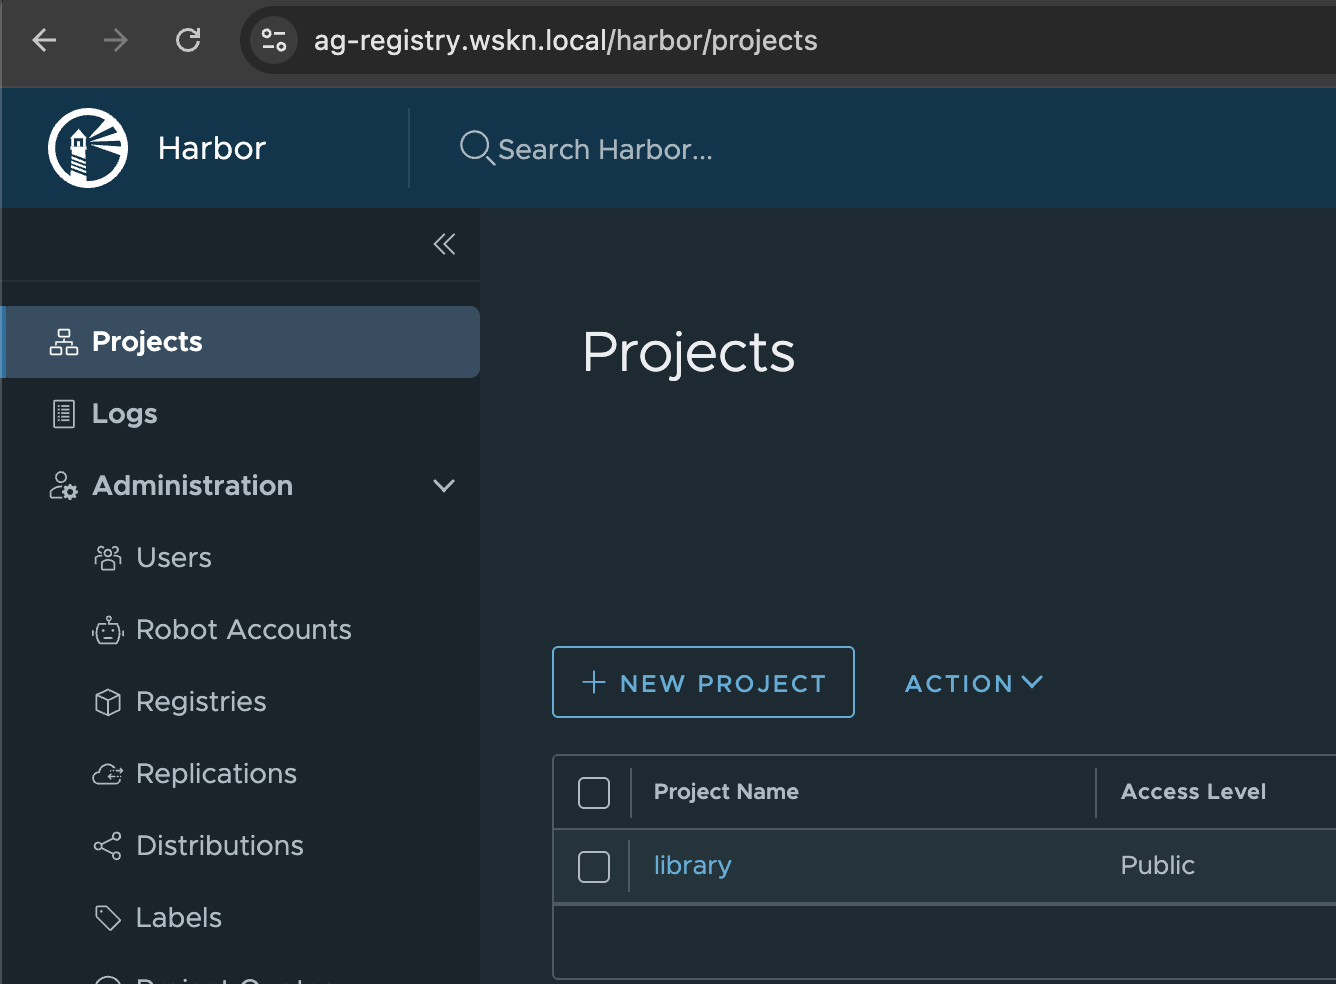 ag-registry.wskn.local/harbor/projects
Harbor
Search Harbor...
Projects
Logs
Administration
Users
Robot Accounts
Registries
Replications
Distributions
Labels
Projects
NEW PROJECT
ACTION
Project Name
Access Level
library
Public